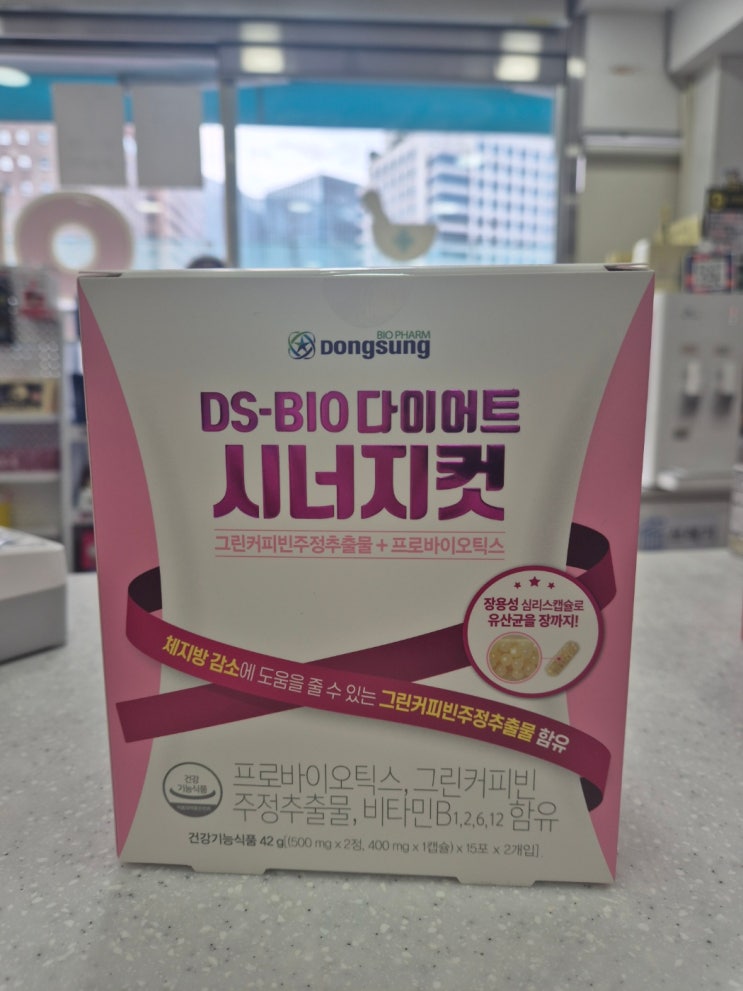 BIO PHARM
Dongsung
DS-BIO 다이어트
시너지컷
그린커피빈주정추출물 + 프로바이오틱스
장용성 심리스캡슐로
유산균을 장까지!
체지방 감소에 도움을 줄 수 있는 그린커피빈주정추출물 함유
건강
기능식품
프로바이오틱스, 그린커피빈
주정추출물, 비타민B1,2,6,12 함유
건강기능식품 42 g[(500 mg x 2정, 400 mg x 1캡슐) x 15포 x 2개입]